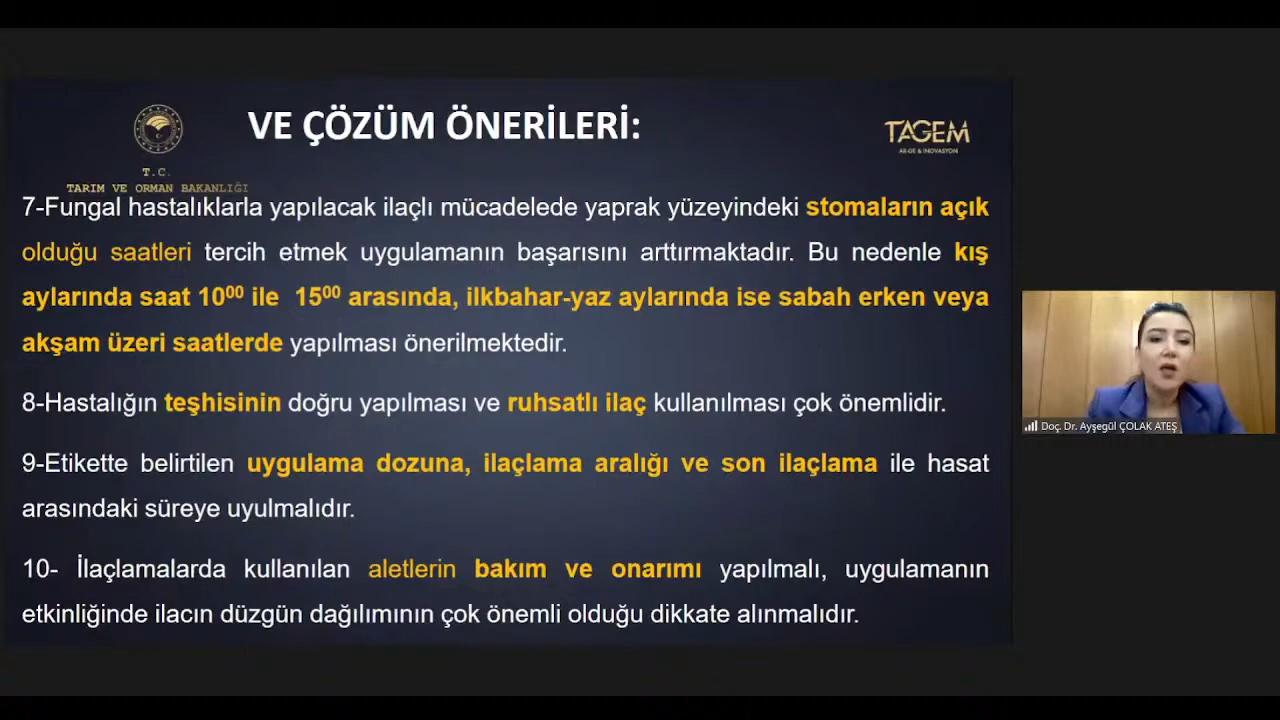 VE ÇÖZÜM ÖNERİLERİ:
TAGEM
AR-GE & İNOVASYON
T.C.
TARIM VE ORMAN BAKANLIĞI
7-Fungal hastalıklarla yapılacak ilaçlı mücadelede yaprak yüzeyindeki stomaların açık
olduğu saatleri tercih etmek uygulamanın başarısını arttırmaktadır. Bu nedenle kış
aylarında saat 10⁰⁰ ile 15⁰⁰ arasında, ilkbahar-yaz aylarında ise sabah erken veya
akşam üzeri saatlerde yapılması önerilmektedir.
8-Hastalığın teşhisinin doğru yapılması ve ruhsatlı ilaç kullanılması çok önemlidir.
9-Etikette belirtilen uygulama dozuna, ilaçlama aralığı ve son ilaçlama ile hasat
arasındaki süreye uyulmalıdır.
10- İlaçlamalarda kullanılan aletlerin bakım ve onarımı yapılmalı, uygulamanın
etkinliğinde ilacın düzgün dağılımının çok önemli olduğu dikkate alınmalıdır.
Doç. Dr. Ayşegül ÇOLAK ATEŞ